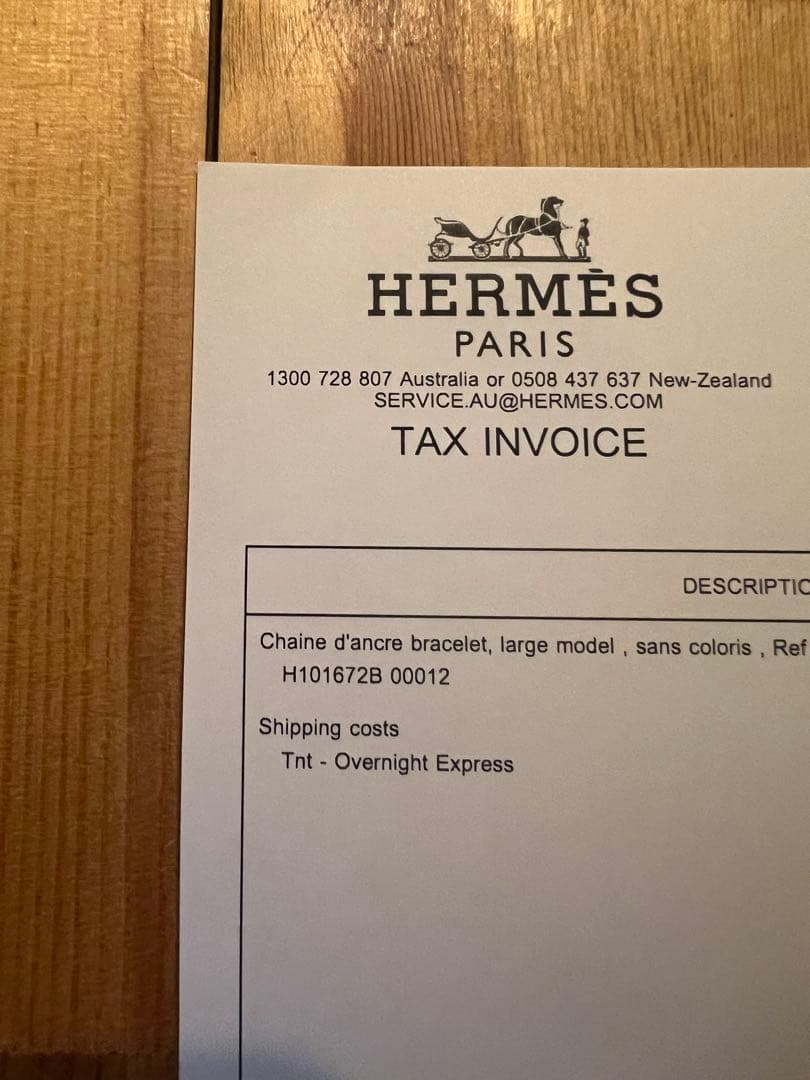 HERMÈS
PARIS
1300 728 807 Australia or 0508 437 637 New-Zealand
SERVICE.AU@HERMES.COM
TAX INVOICE
DESCRIPTIO
Chaine d'ancre bracelet, large model , sans coloris , Ref
H101672B 00012
Shipping costs
Tnt - Overnight Express